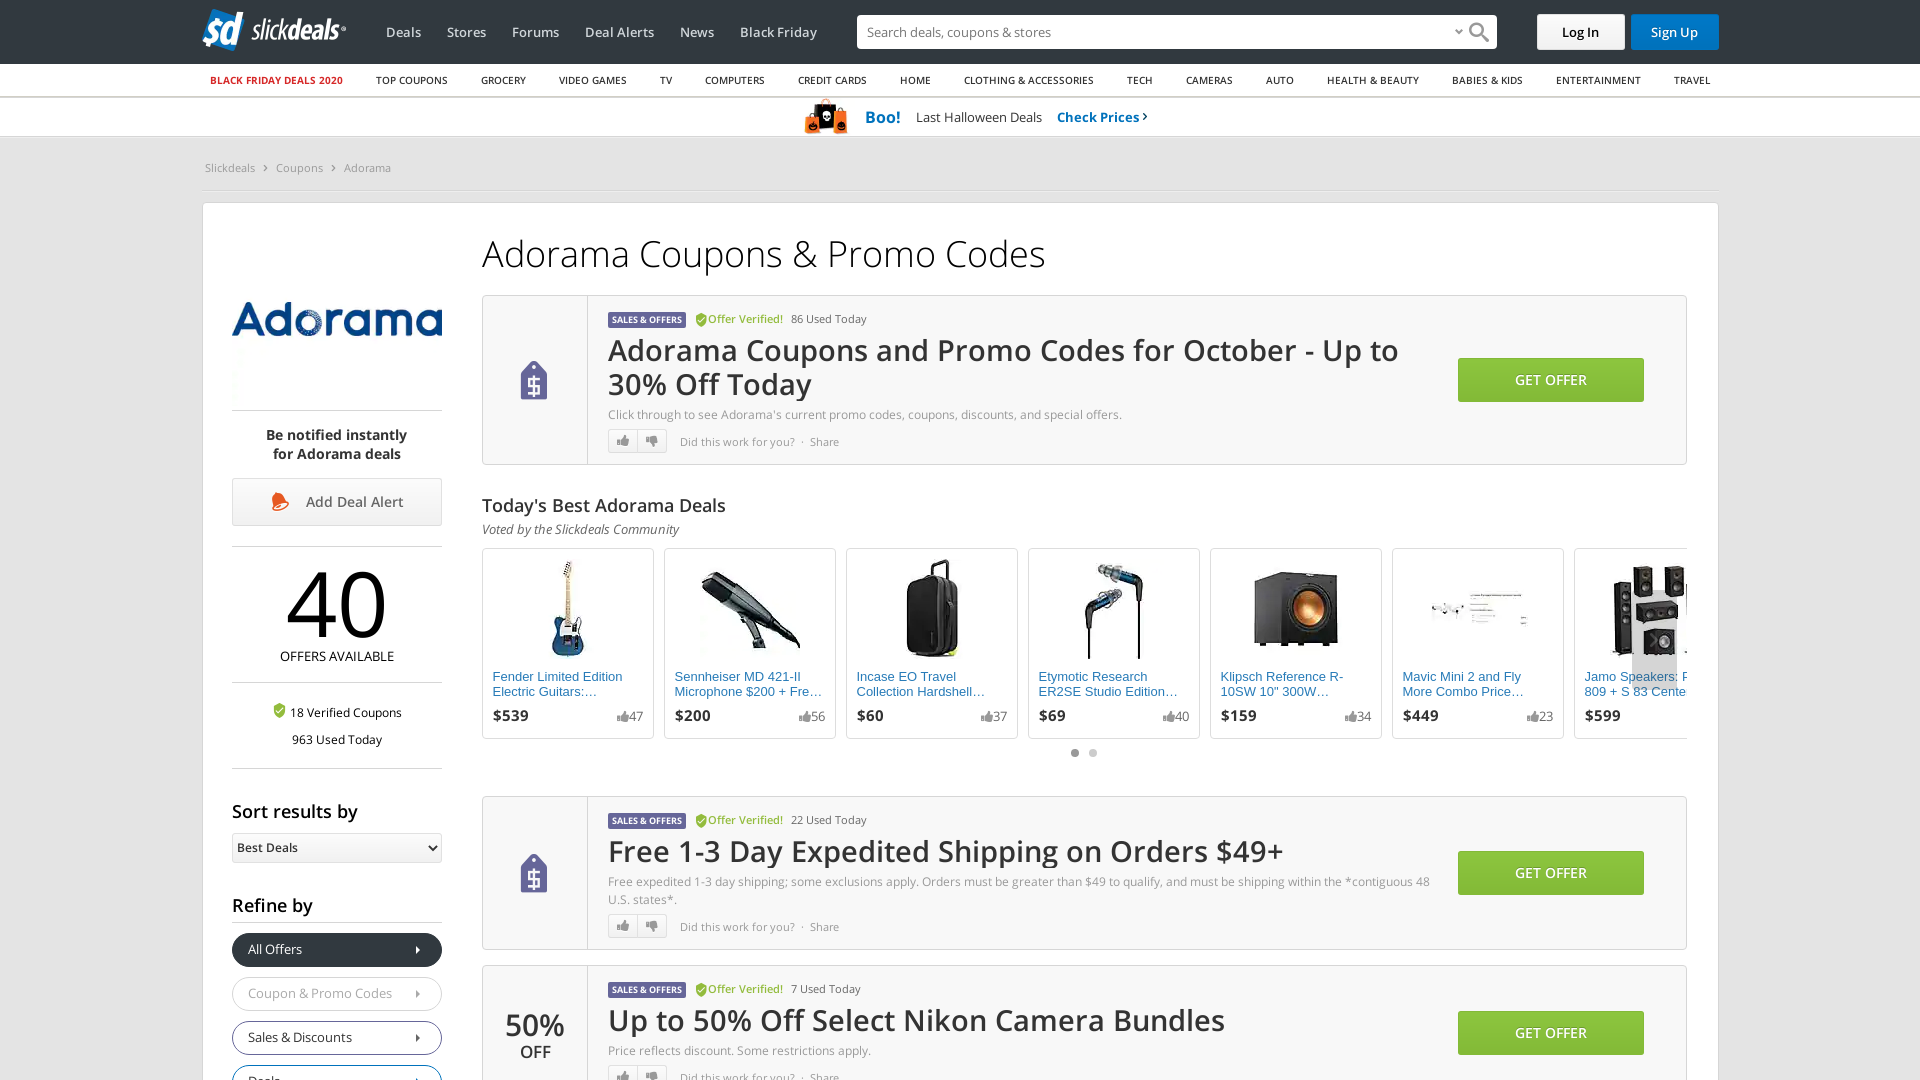 slickdeals
Deals
Stores
Forums
Deal Alerts
News
Black Friday
Search deals, coupons & stores
Log In
Sign Up
BLACK FRIDAY DEALS 2020
TOP COUPONS
GROCERY
VIDEO GAMES
TV
COMPUTERS
CREDIT CARDS
HOME
CLOTHING & ACCESSORIES
TECH
CAMERAS
AUTO
HEALTH & BEAUTY
BABIES & KIDS
ENTERTAINMENT
TRAVEL
Boo! Last Halloween Deals Check Prices
Slickdeals > Coupons > Adorama
Adorama
Be notified instantly
for Adorama deals
Add Deal Alert
40
OFFERS AVAILABLE
18 Verified Coupons
963 Used Today
Sort results by
Best Deals
Refine by
All Offers
Coupon & Promo Codes
Sales & Discounts
Deals
Adorama Coupons & Promo Codes
SALES & OFFERS Offer Verified! 86 Used Today
Adorama Coupons and Promo Codes for October - Up to
30% Off Today
Click through to see Adorama's current promo codes, coupons, discounts, and special offers.
Did this work for you? · Share
GET OFFER
Today's Best Adorama Deals
Voted by the Slickdeals Community
Fender Limited Edition
Electric Guitars:…
$539 47
Sennheiser MD 421-II
Microphone $200 + Fre…
$200 56
Incase EO Travel
Collection Hardshell…
$60 37
Etymotic Research
ER2SE Studio Edition…
$69 40
Klipsch Reference R-
10SW 10" 300W…
$159 34
Mavic Mini 2 and Fly
More Combo Price…
$449 23
Jamo Speakers:
809 + S 83 Cente
$599
SALES & OFFERS Offer Verified! 22 Used Today
Free 1-3 Day Expedited Shipping on Orders $49+
Free expedited 1-3 day shipping; some exclusions apply. Orders must be greater than $49 to qualify, and must be shipping within the *contiguous 48
U.S. states*.
Did this work for you? · Share
GET OFFER
50%
OFF
SALES & OFFERS Offer Verified! 7 Used Today
Up to 50% Off Select Nikon Camera Bundles
Price reflects discount. Some restrictions apply.
Did this work for you? · Share
GET OFFER